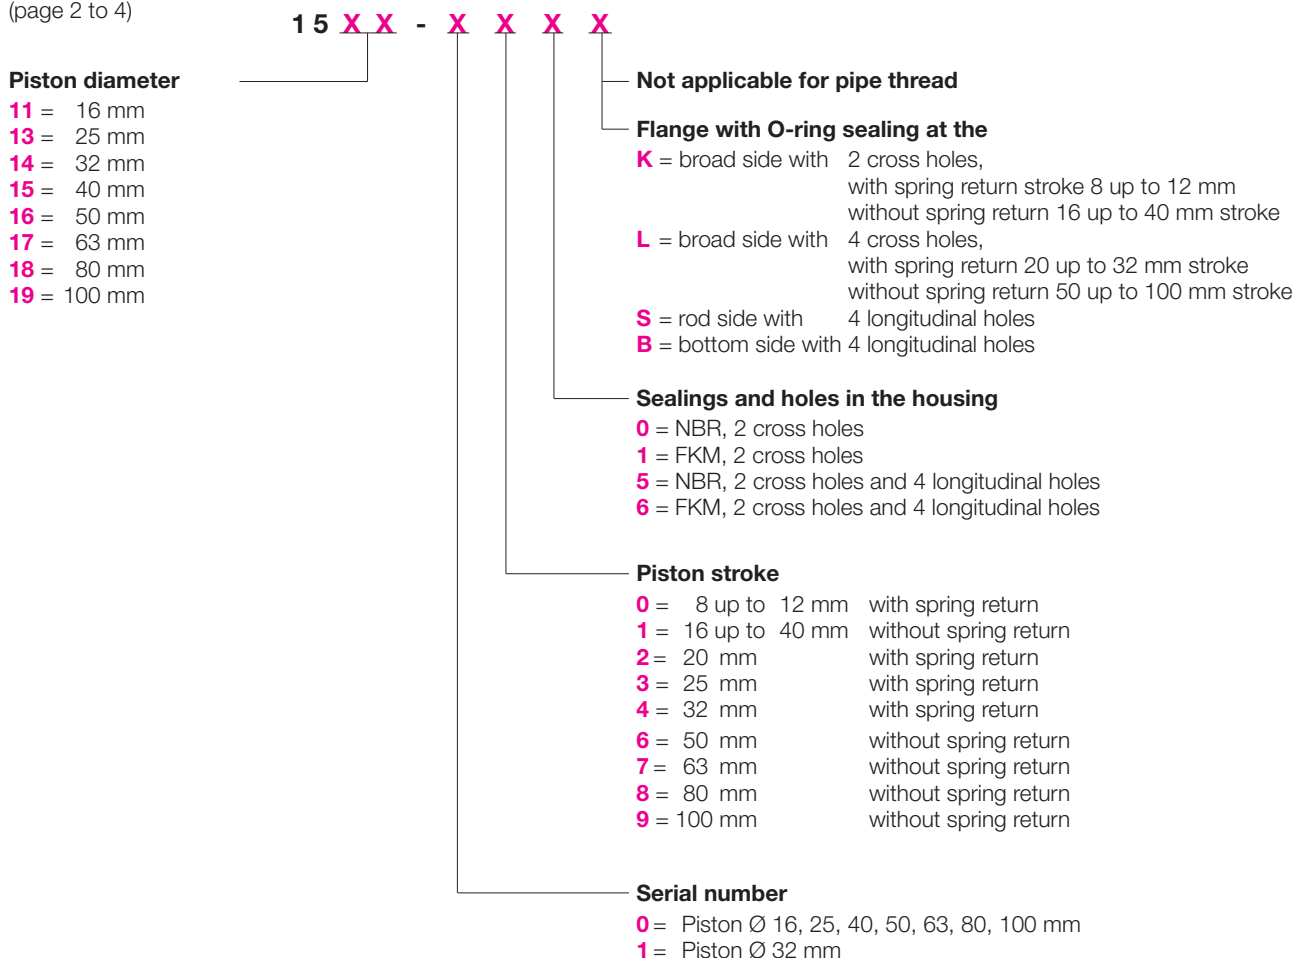 (page 2 to 4)
15 X X - X X X X
Piston diameter
11 = 16 mm
13 = 25 mm
14 = 32 mm
15 = 40 mm
16 = 50 mm
17 = 63 mm
18 = 80 mm
19 = 100 mm
Not applicable for pipe thread
Flange with O-ring sealing at the
K = broad side with 2 cross holes,
with spring return stroke 8 up to 12 mm
without spring return 16 up to 40 mm stroke
L = broad side with 4 cross holes,
with spring return 20 up to 32 mm stroke
without spring return 50 up to 100 mm stroke
S = rod side with 4 longitudinal holes
B = bottom side with 4 longitudinal holes
Sealings and holes in the housing
0 = NBR, 2 cross holes
1 = FKM, 2 cross holes
5 = NBR, 2 cross holes and 4 longitudinal holes
6 = FKM, 2 cross holes and 4 longitudinal holes
Piston stroke
0 = 8 up to 12 mm with spring return
1 = 16 up to 40 mm without spring return
2 = 20 mm with spring return
3 = 25 mm with spring return
4 = 32 mm with spring return
6 = 50 mm without spring return
7 = 63 mm without spring return
8 = 80 mm without spring return
9 = 100 mm without spring return
Serial number
0 = Piston Ø 16, 25, 40, 50, 63, 80, 100 mm
1 = Piston Ø 32 mm